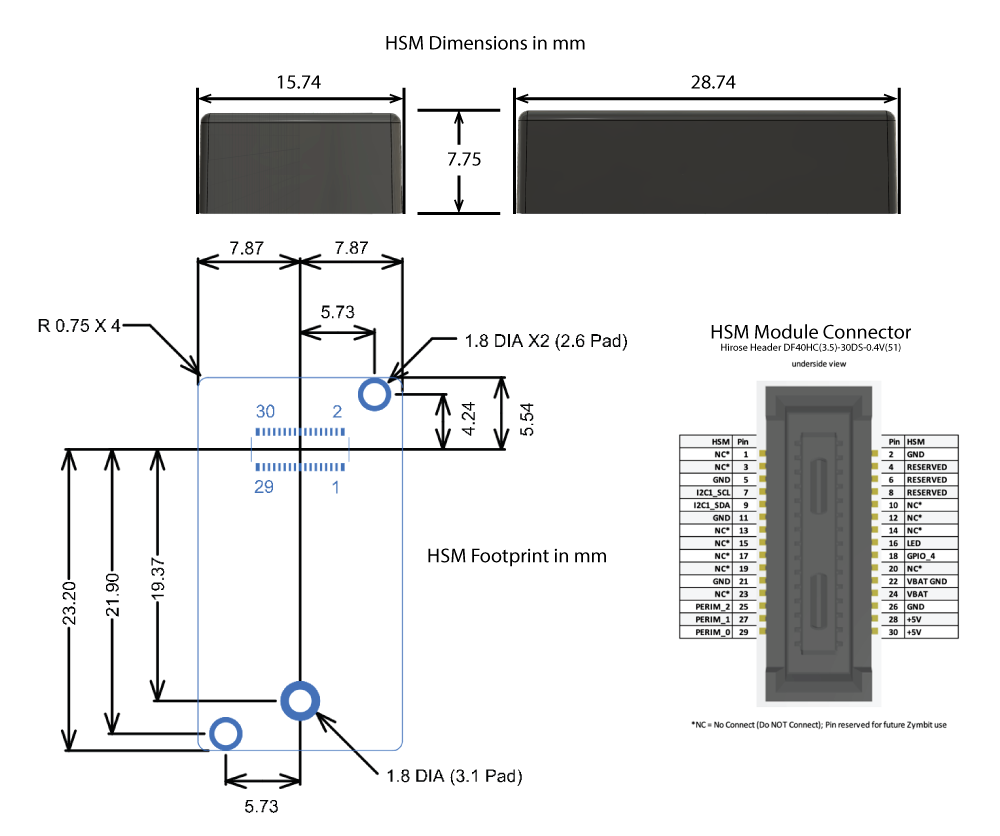 HSM Dimensions in mm
15.74
28.74
7.75
7.87
7.87
5.73
R 0.75 X 4
1.8 DIA X2 (2.6 Pad)
4.24
5.54
30
2
29
1
HSM Footprint in mm
23.20
21.90
19.37
1.8 DIA (3.1 Pad)
5.73
HSM Module Connector
Hirose Header DF40HC(3.5)-30DS-0.4V(51)
underside view
HSM Pin Pin HSM
NC* 1 2 GND
NC* 3 4 RESERVED
GND 5 6 RESERVED
I2C1_SCL 7 8 RESERVED
I2C1_SDA 9 10 NC*
GND 11 12 NC*
NC* 13 14 NC*
NC* 15 16 LED
NC* 17 18 GPIO_4
NC* 19 20 NC*
GND 21 22 VBAT GND
NC* 23 24 VBAT
PERIM_2 25 26 GND
PERIM_1 27 28 +5V
PERIM_0 29 30 +5V
*NC = No Connect (Do NOT Connect); Pin reserved for future Zymbit use